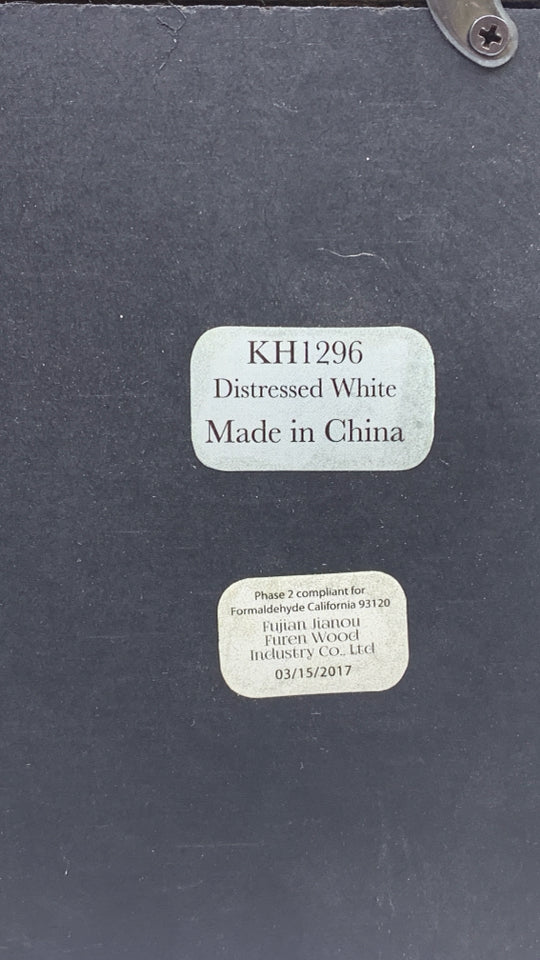 KH1296
Distressed White
Made in China
Phase 2 compliant for
Formaldehyde California 93120
Fujian Jianou
Furen Wood
Industry Co., Ltd
03/15/2017